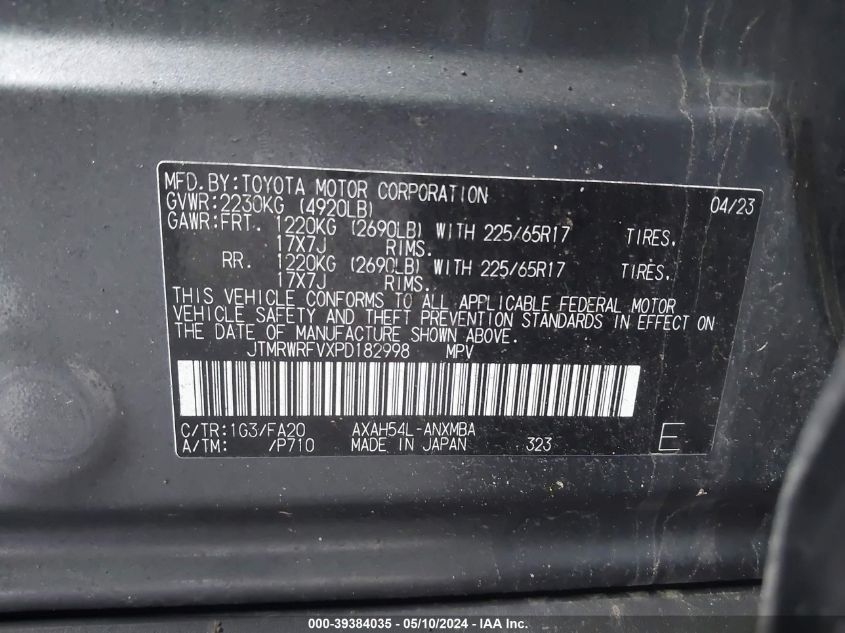 MFD.BY:TOYOTA MOTOR CORPORATION 04/23
GVWR:2230KG (4920LB)
GAWR:FRT. 1220KG (2690LB) WITH 225/65R17 TIRES.
17X7J RIMS.
RR. 1220KG (2690LB) WITH 225/65R17 TIRES.
17X7J RIMS.
THIS VEHICLE CONFORMS TO ALL APPLICABLE FEDERAL MOTOR
VEHICLE SAFETY AND THEFT PREVENTION STANDARDS IN EFFECT ON
THE DATE OF MANUFACTURE SHOWN ABOVE.
JTMRWRFVXPD182998 MPV
C/TR:1G3/FA20 AXAH54L-ANXMBA
A/TM: /P710 MADE IN JAPAN 323 E
000-39384035 - 05/10/2024 - IAA Inc.